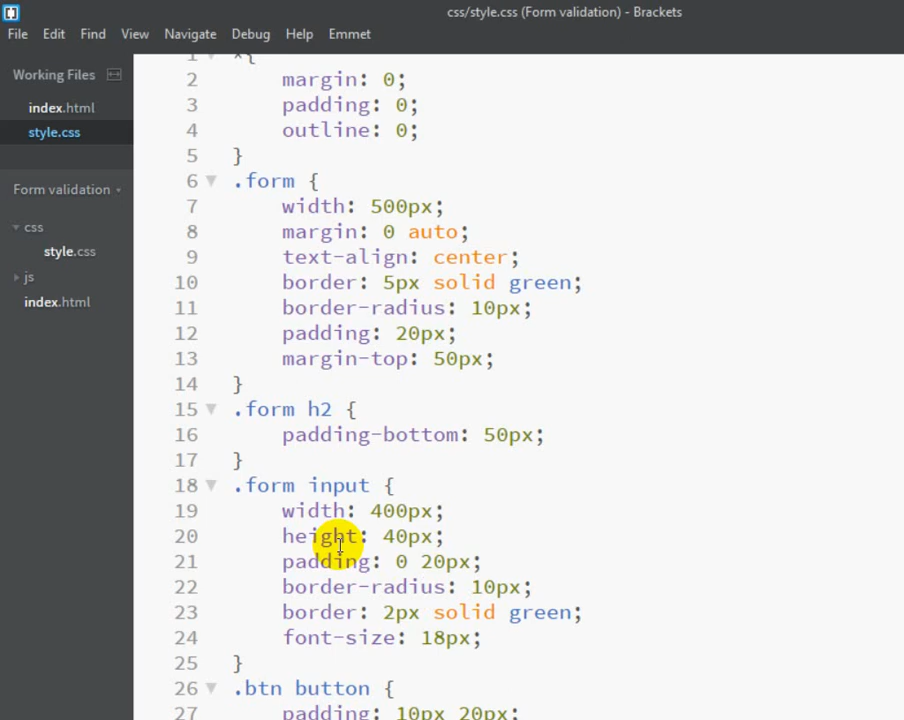 css/style.css (Form validation) - Brackets
File Edit Find View Navigate Debug Help Emmet
Working Files
index.html
style.css
Form validation
css
style.css
js
index.html
1 *{
2 margin: 0;
3 padding: 0;
4 outline: 0;
5 }
6 .form {
7 width: 500px;
8 margin: 0 auto;
9 text-align: center;
10 border: 5px solid green;
11 border-radius: 10px;
12 padding: 20px;
13 margin-top: 50px;
14 }
15 .form h2 {
16 padding-bottom: 50px;
17 }
18 .form input {
19 width: 400px;
20 height: 40px;
21 padding: 0 20px;
22 border-radius: 10px;
23 border: 2px solid green;
24 font-size: 18px;
25 }
26 .btn button {
27 padding: 10px 20px;